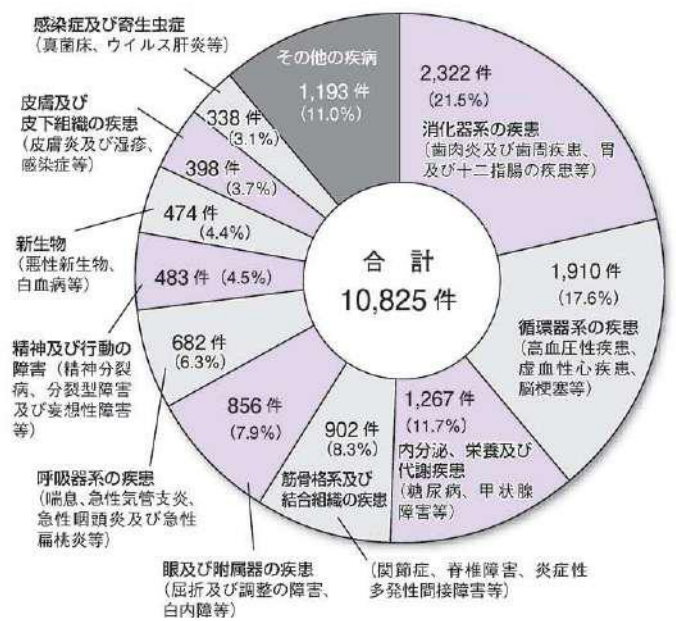 感染症及び寄生虫症
（真菌床、ウイルス肝炎等）
その他の疾病
1,193 件
(11.0%)
2,322 件
(21.5%)
消化器系の疾患
（歯肉炎及び歯周疾患、胃
及び十二指腸の疾患等）
皮膚及び
皮下組織の疾患
（皮膚炎及び湿疹、
感染症等）
338 件
(3.1%)
398 件
(3.7%)
474 件
(4.4%)
新生物
（悪性新生物、
白血病等）
483 件 (4.5%)
合 計
10,825 件
1,910 件
(17.6%)
循環器系の疾患
（高血圧性疾患、
虚血性心疾患、
脳梗塞等）
精神及び行動の
障害（精神分裂
病、分裂型障害
及び妄想性障害
等）
682 件
(6.3%)
856 件
(7.9%)
902 件
(8.3%)
筋骨格系及び
結合組織の疾患
1,267 件
(11.7%)
内分泌、栄養及び
代謝疾患
（糖尿病、甲状腺
障害等）
呼吸器系の疾患
（喘息、急性気管支炎、
急性咽頭炎及び急性
扁桃炎等）
眼及び附属器の疾患
（屈折及び調整の障害、
白内障等）
（関節症、脊椎障害、炎症性
多発性間接障害等）